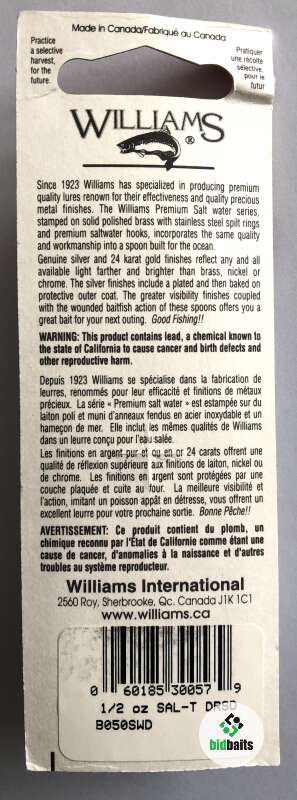 Made in Canada/Fabriqué au Canada
Practice
a selective
harvest,
for the
future.
Pratiquer
une récolte
sélective,
pour le
futur
WILLIAMS
®
Since 1923 Williams has specialized in producing premium
quality lures renown for their effectiveness and quality precious
metal finishes. The Williams Premium Salt water series,
stamped on solid polished brass with stainless steel spilt rings
and premium saltwater hooks, incorporates the same quality
and workmanship into a spoon built for the ocean.
Genuine silver and 24 karat gold finishes reflect any and all
available light farther and brighter than brass, nickel or
chrome. The silver finishes include a plated and then baked on
protective outer coat. The greater visibility finishes coupled
with the wounded baitfish action of these spoons offers you a
great bait for your next outing. Good Fishing!!
WARNING: This product contains lead, a chemical known to
the state of California to cause cancer and birth defects and
other reproductive harm.
Depuis 1923 Williams se spécialise dans la fabrication de
leurres, renommés pour leur efficacité et finitions de métaux
précieux. La série « Premium salt water » est estampée sur du
laiton poli et muni d'anneaux fendus en acier inoxydable et un
hameçon de mer. Elle inclut les mêmes qualités de Williams
dans un leurre conçu pour l'eau salée.
Les finitions en argent pur et ou en or 24 carats offrent une
qualité de réflexion supérieure aux finitions de laiton, nickel ou
de chrome. Les finitions en argent sont protégées par une
couche plaquée et cuite au four. La meilleure visibilité et
l'action, imitant un poisson appât en détresse, vous offrent un
excellent leurre pour votre prochaine sortie. Bonne Pêche!!
AVERTISSEMENT: Ce produit contient du plomb, un
chimique reconnu par l'État de Californie comme étant une
cause de cancer, d'anomalies à la naissance et d'autres
troubles au système reproducteur.
Williams International
2560 Roy, Sherbrooke, Qc. Canada J1K 1C1
www.williams.ca
0 60185 30057 9
1/2 oz SAL-T DRSD
B050SWD
bidbaits